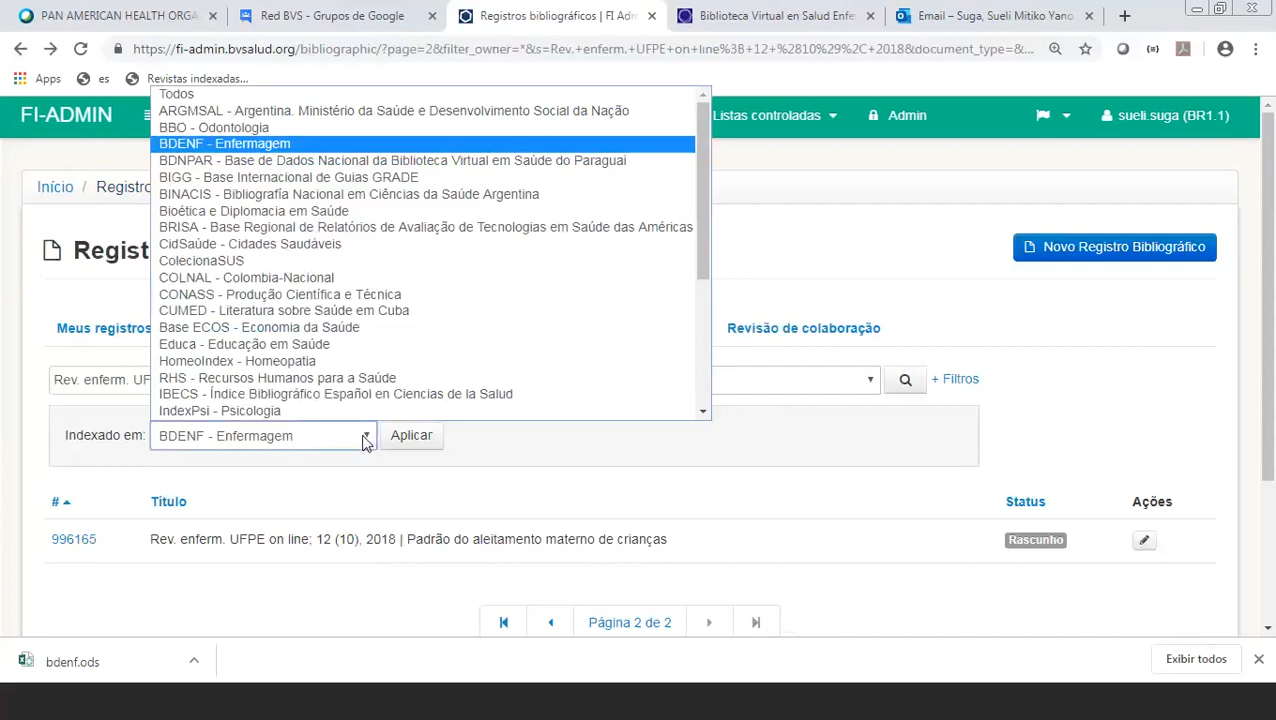 PAN AMERICAN HEALTH ORGA
Red BVS - Grupos de Google
Registros bibliográficos | FI Adm
Biblioteca Virtual en Salud Enfe
Email – Suga, Sueli Mitiko Yano
https://fi-admin.bvsalud.org/bibliographic/?page=2&filter_owner=*&s=Rev.+enferm.+UFPE+on+line%3B+12+%2810%29%2C+2018&document_type=&...
Apps
es
Revistas indexadas...
FI-ADMIN
Listas controladas
Admin
sueli.suga (BR1.1)
Todos
ARGMSAL - Argentina. Ministério da Saúde e Desenvolvimento Social da Nação
BBO - Odontologia
BDENF - Enfermagem
BDNPAR - Base de Dados Nacional da Biblioteca Virtual em Saúde do Paraguai
BIGG - Base Internacional de Guias GRADE
BINACIS - Bibliografía Nacional em Ciências da Saúde Argentina
Bioética e Diplomacia em Saúde
BRISA - Base Regional de Relatórios de Avaliação de Tecnologias em Saúde das Américas
CidSaúde - Cidades Saudáveis
ColecionaSUS
COLNAL - Colombia-Nacional
CONASS - Produção Científica e Técnica
CUMED - Literatura sobre Saúde em Cuba
Base ECOS - Economia da Saúde
Educa - Educação em Saúde
HomeoIndex - Homeopatia
RHS - Recursos Humanos para a Saúde
IBECS - Índice Bibliográfico Español en Ciencias de la Salud
IndexPsi - Psicologia
Início / Registro
Regist
Novo Registro Bibliográfico
Meus registros
Revisão de colaboração
Rev. enferm. UF
+ Filtros
Indexado em: BDENF - Enfermagem Aplicar
# Título Status Ações
996165 Rev. enferm. UFPE on line; 12 (10), 2018 | Padrão do aleitamento materno de crianças Rascunho
Página 2 de 2
bdenf.ods
Exibir todos